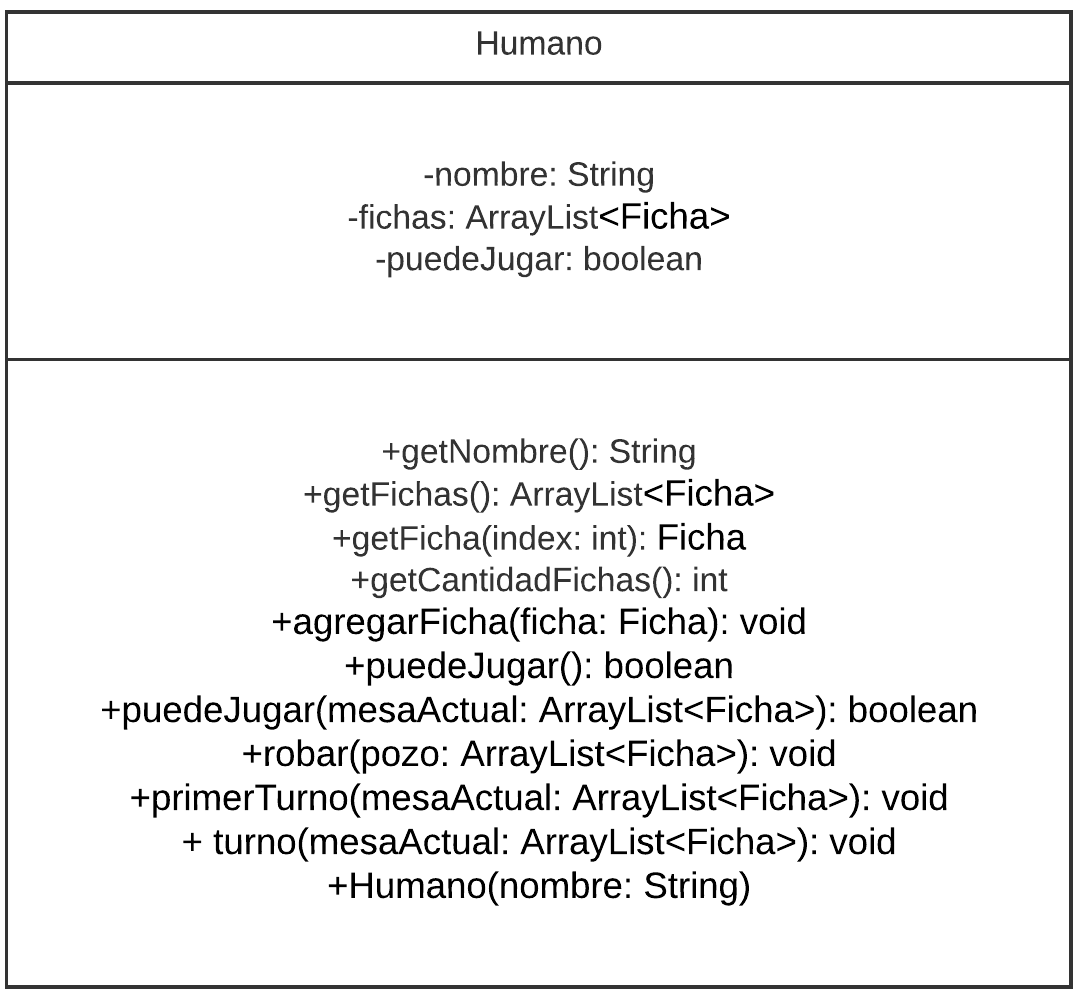 Humano
-nombre: String
-fichas: ArrayList<Ficha>
-puedeJugar: boolean
+getNombre(): String
+getFichas(): ArrayList<Ficha>
+getFicha(index: int): Ficha
+getCantidadFichas(): int
+agregarFicha(ficha: Ficha): void
+puedeJugar(): boolean
+puedeJugar(mesaActual: ArrayList<Ficha>): boolean
+robar(pozo: ArrayList<Ficha>): void
+primerTurno(mesaActual: ArrayList<Ficha>): void
+ turno(mesaActual: ArrayList<Ficha>): void
+Humano(nombre: String)